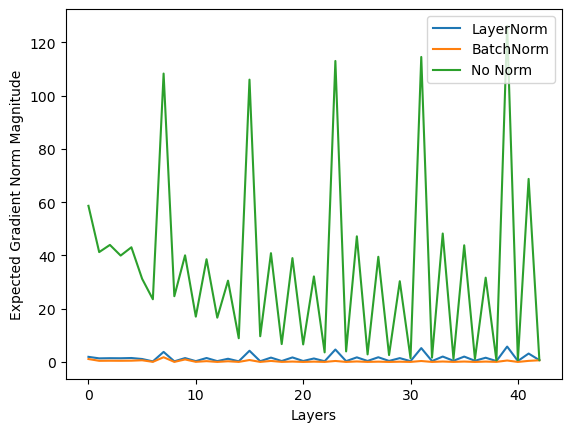 Expected Gradient Norm Magnitude
120
100
80
60
40
20
0
0 10 20 30 40
Layers
LayerNorm
BatchNorm
No Norm